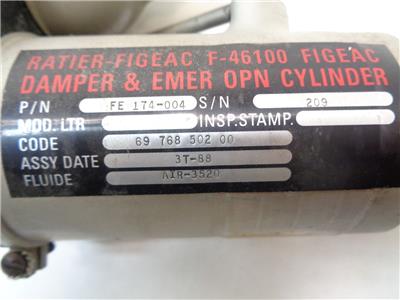 RATIER-FIGEAC F-46100 FIGEAC
DAMPER & EMER OPN CYLINDER
P/N FE 174-004 S/N 209
MOD. LTR INSP. STAMP. 1
CODE 69 768 502 00
ASSY DATE 3T-88
FLUIDE AIR-3520